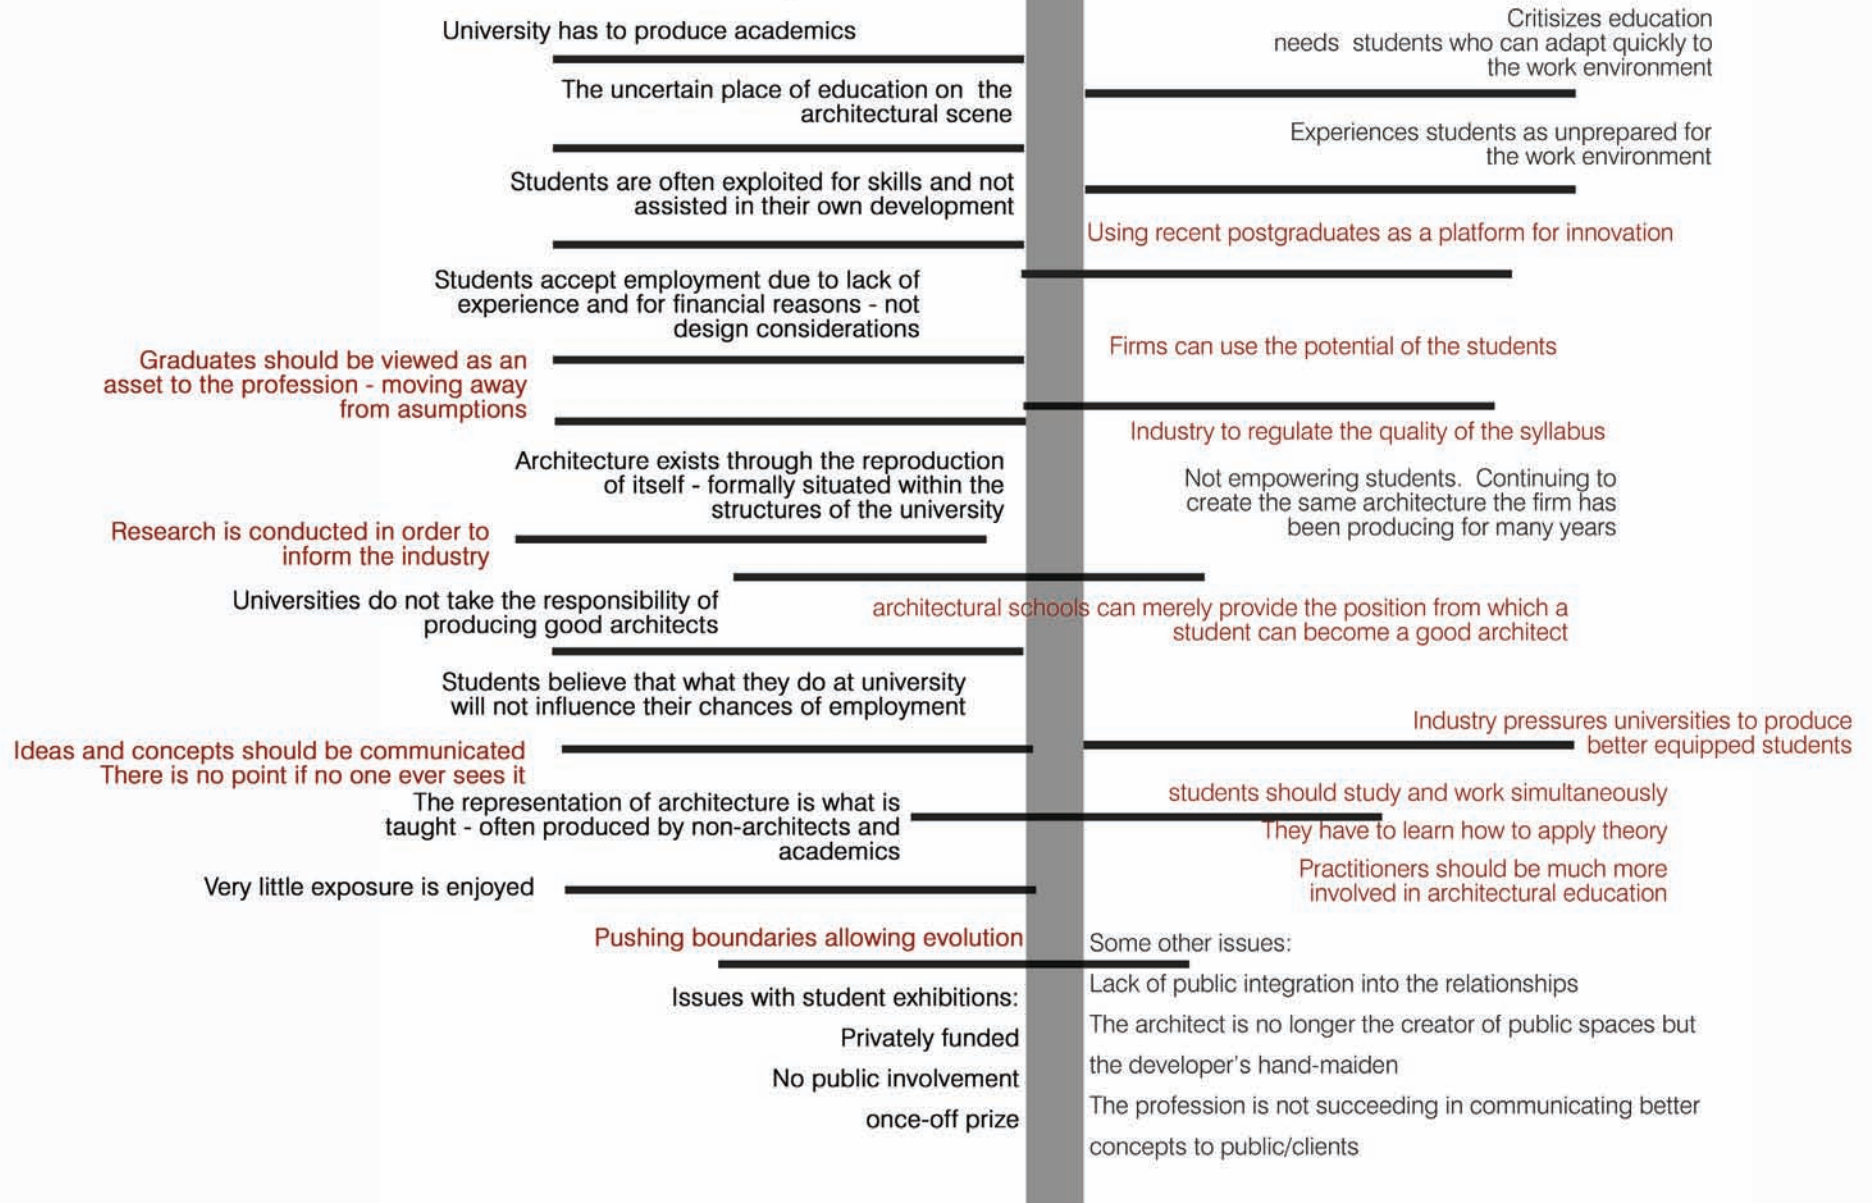 University has to produce academics
The uncertain place of education on the
architectural scene
Students are often exploited for skills and not
assisted in their own development
Students accept employment due to lack of
experience and for financial reasons - not
design considerations
Graduates should be viewed as an
asset to the profession - moving away
from asumptions
Architecture exists through the reproduction
of itself - formally situated within the
structures of the university
Research is conducted in order to
inform the industry
Universities do not take the responsibility of
producing good architects
Students believe that what they do at university
will not influence their chances of employment
Ideas and concepts should be communicated
There is no point if no one ever sees it
The representation of architecture is what is
taught - often produced by non-architects and
academics
Very little exposure is enjoyed
Pushing boundaries allowing evolution
Issues with student exhibitions:
Privately funded
No public involvement
once-off prize
Critisizes education
needs students who can adapt quickly to
the work environment
Experiences students as unprepared for
the work environment
Using recent postgraduates as a platform for innovation
Firms can use the potential of the students
Industry to regulate the quality of the syllabus
Not empowering students. Continuing to
create the same architecture the firm has
been producing for many years
architectural schools can merely provide the position from which a
student can become a good architect
Industry pressures universities to produce
better equipped students
students should study and work simultaneously
They have to learn how to apply theory
Practitioners should be much more
involved in architectural education
Some other issues:
Lack of public integration into the relationships
The architect is no longer the creator of public spaces but
the developer's hand-maiden
The profession is not succeeding in communicating better
concepts to public/clients